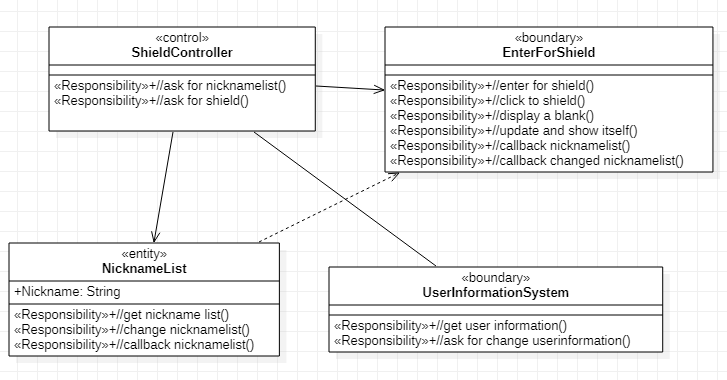 «control»
ShieldController
«Responsibility»+//ask for nicknamelist()
«Responsibility»+//ask for shield()
«boundary»
EnterForShield
«Responsibility»+//enter for shield()
«Responsibility»+//click to shield()
«Responsibility»+//display a blank()
«Responsibility»+//update and show itself()
«Responsibility»+//callback nicknamelist()
«Responsibility»+//callback changed nicknamelist()
«entity»
NicknameList
+Nickname: String
«Responsibility»+//get nickname list()
«Responsibility»+//change nicknamelist()
«Responsibility»+//callback nicknamelist()
«boundary»
UserInformationSystem
«Responsibility»+//get user information()
«Responsibility»+//ask for change userinformation()